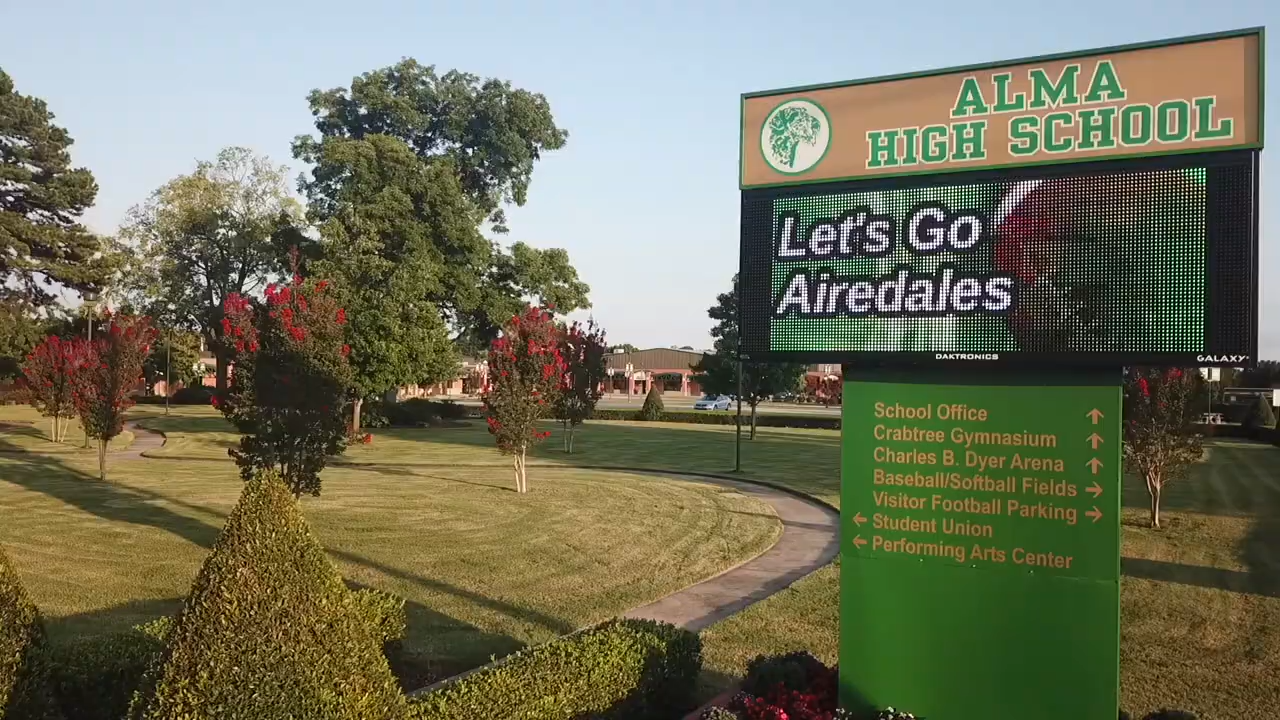 ALMA
HIGH SCHOOL
Let's Go
Airedales
DAKTRONICS
GALAXY
School Office ↑
Crabtree Gymnasium ↑
Charles B. Dyer Arena ↑
Baseball/Softball Fields →
Visitor Football Parking →
← Student Union
← Performing Arts Center